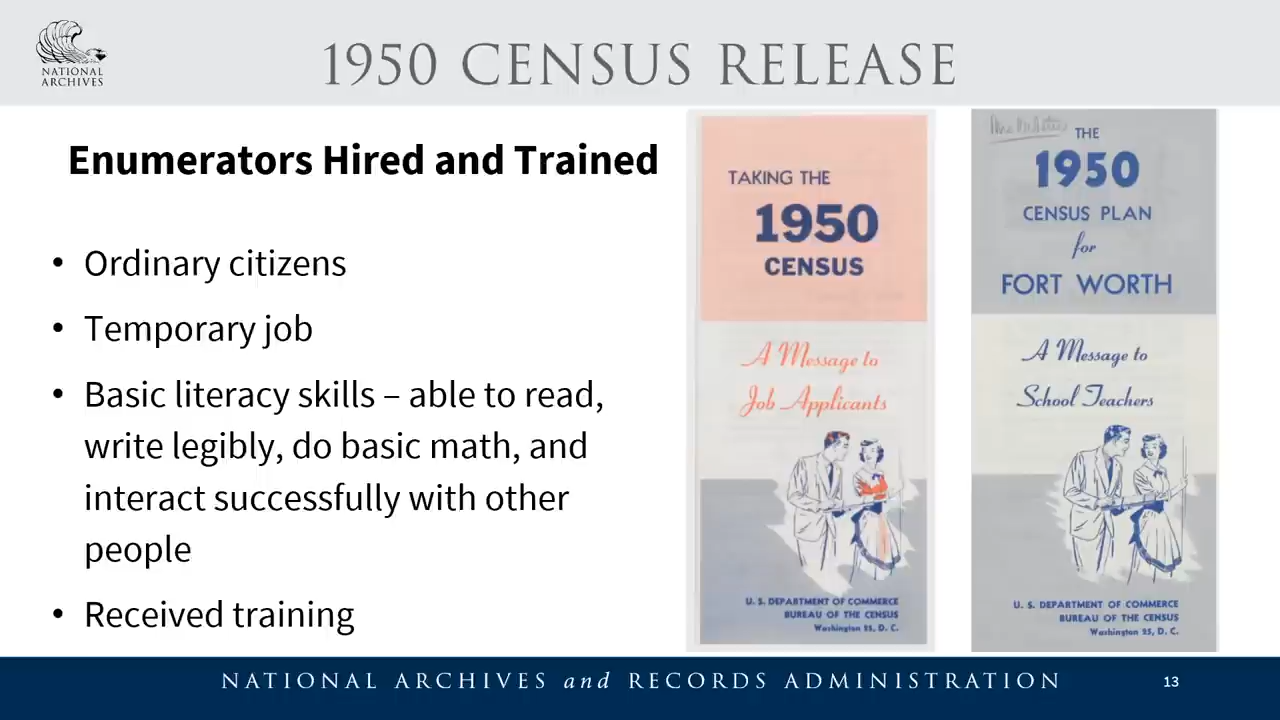 NATIONAL
ARCHIVES
1950 CENSUS RELEASE
Enumerators Hired and Trained
• Ordinary citizens
• Temporary job
• Basic literacy skills – able to read,
write legibly, do basic math, and
interact successfully with other
people
• Received training
TAKING THE
1950
CENSUS
A Message to
Job Applicants
U. S. DEPARTMENT OF COMMERCE
BUREAU OF THE CENSUS
Washington 25, D. C.
THE
1950
CENSUS PLAN
for
FORT WORTH
A Message to
School Teachers
U. S. DEPARTMENT OF COMMERCE
BUREAU OF THE CENSUS
Washington 25, D. C.
NATIONAL ARCHIVES and RECORDS ADMINISTRATION
13